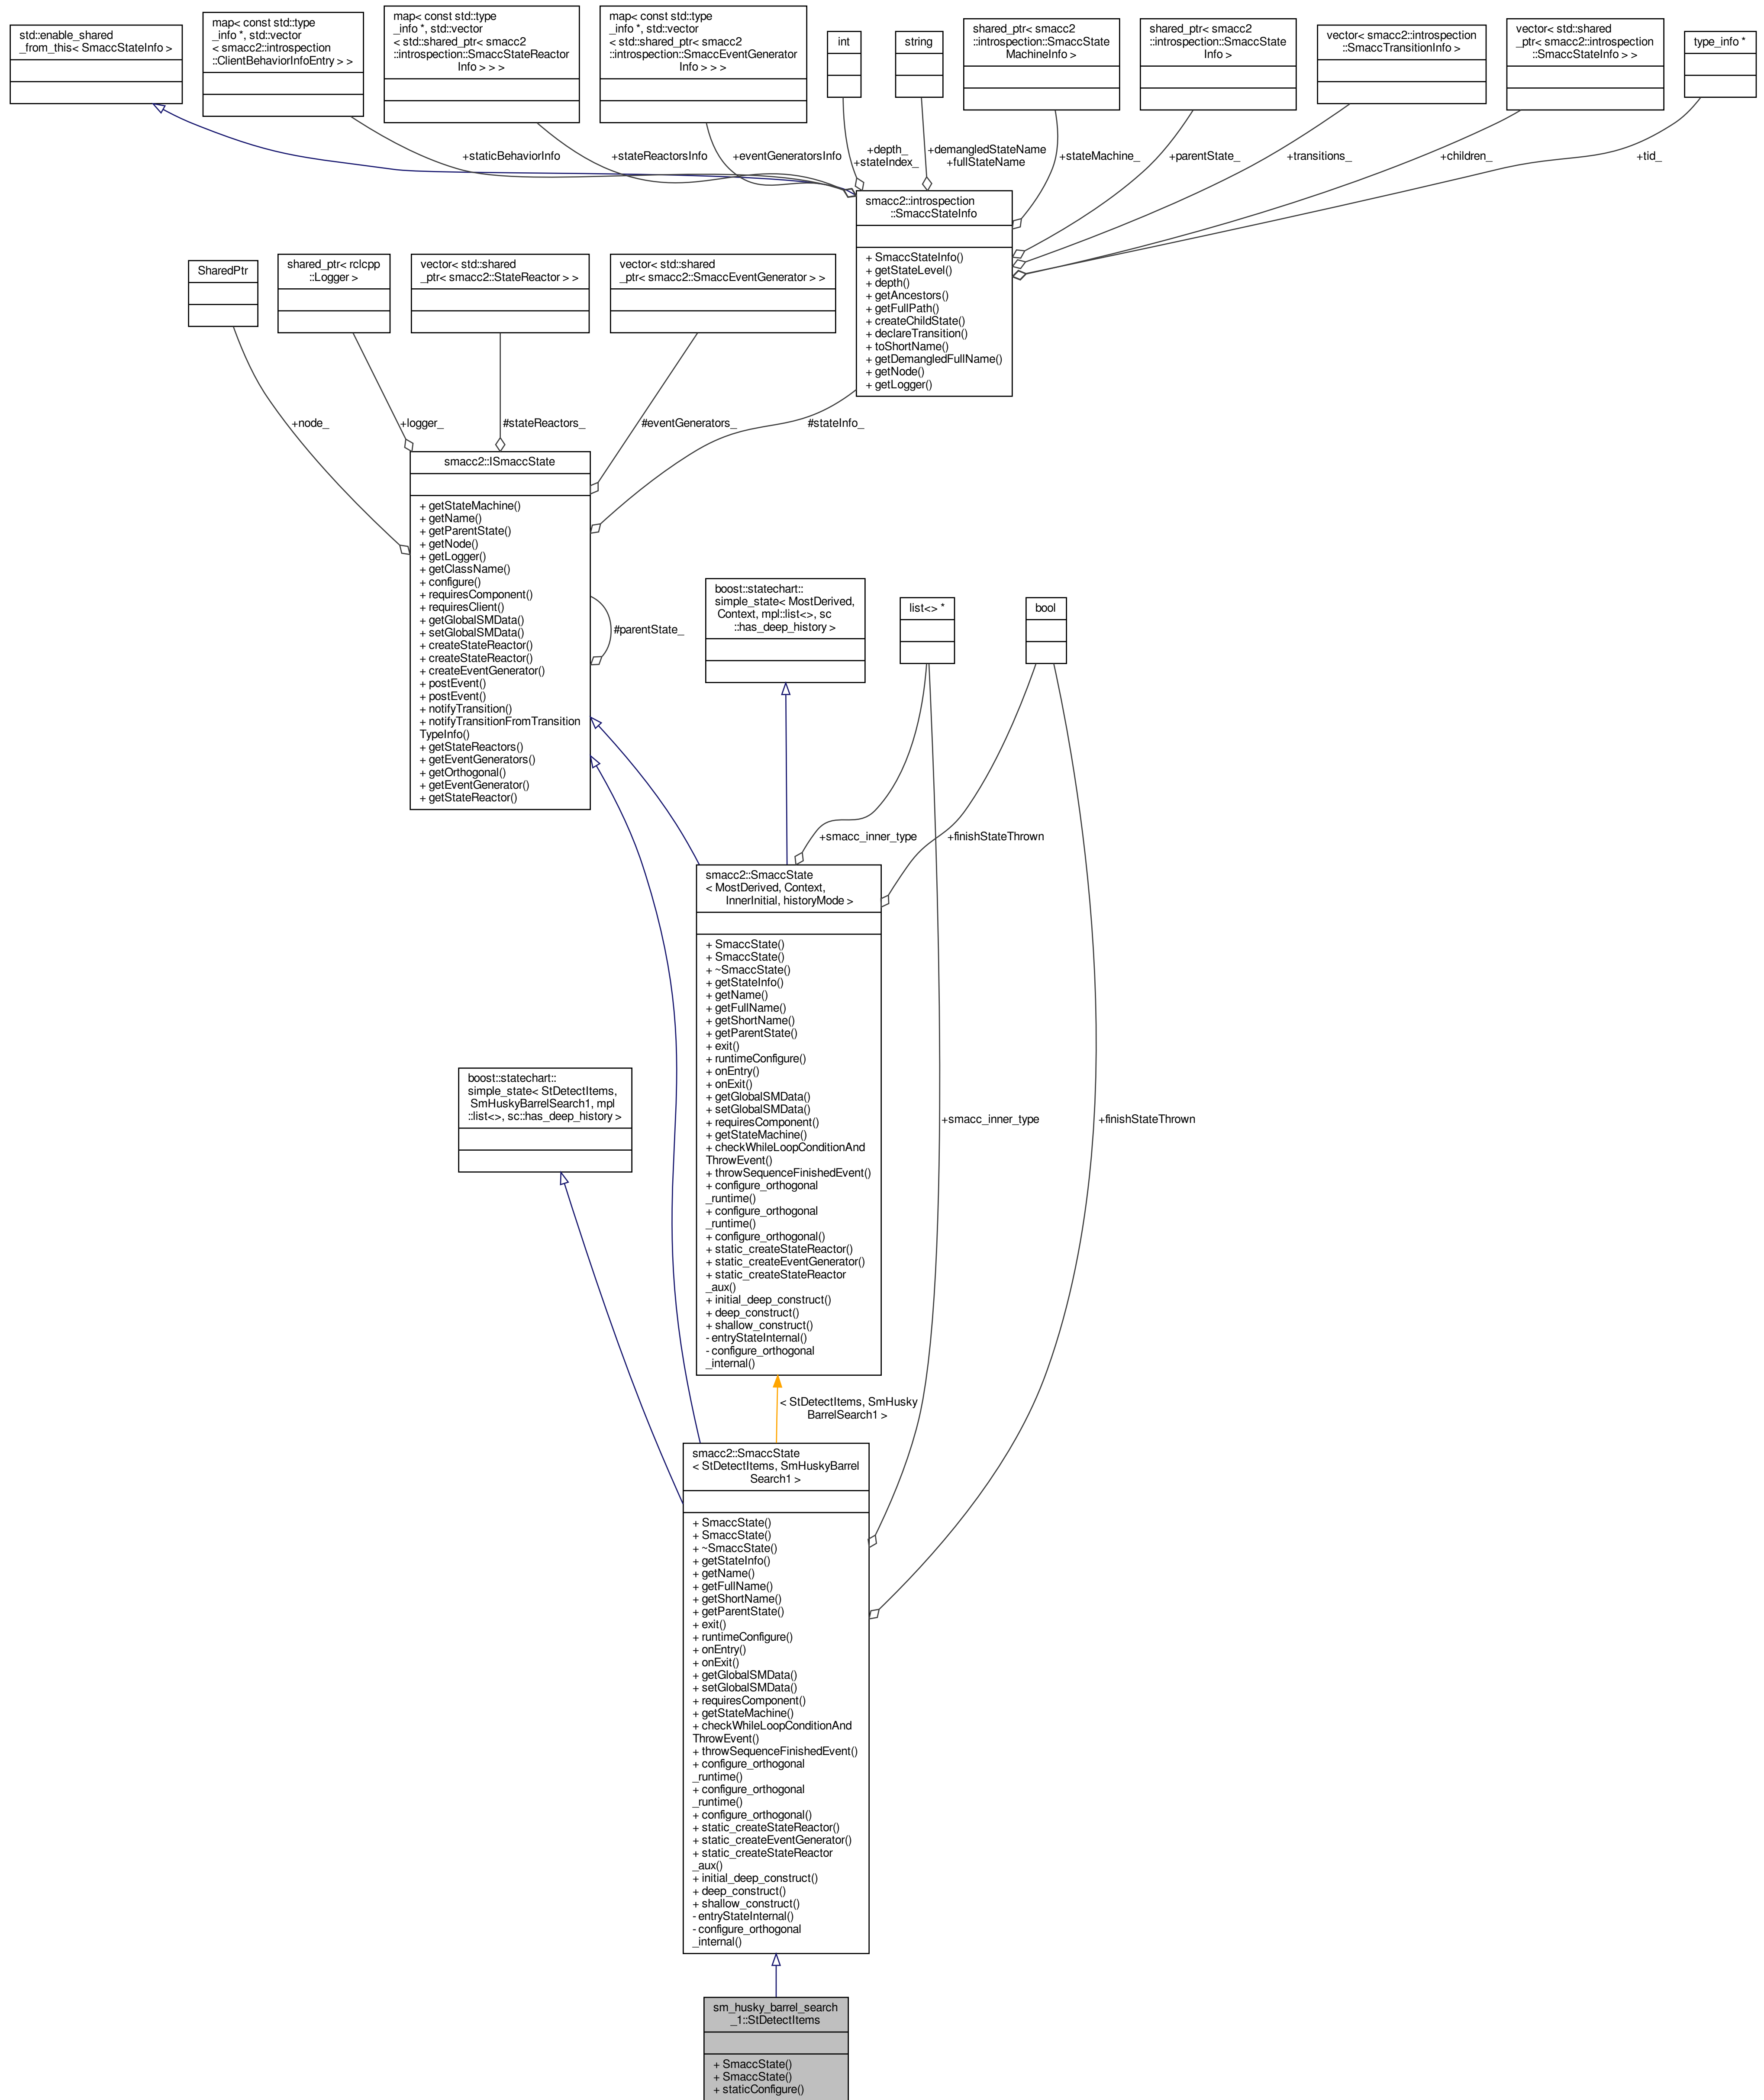 std::enable_shared
_from_this< SmaccStateInfo >
map< const std::type
_info *, std::vector
< smacc2::introspection
::ClientBehaviorInfoEntry > >
map< const std::type
_info *, std::vector
< std::shared_ptr< smacc2
::introspection::SmaccStateReactor
Info > > >
map< const std::type
_info *, std::vector
< std::shared_ptr< smacc2
::introspection::SmaccEventGenerator
Info > > >
int
string
shared_ptr< smacc2
::introspection::SmaccState
MachineInfo >
shared_ptr< smacc2
::introspection::SmaccState
Info >
vector< smacc2::introspection
::SmaccTransitionInfo >
vector< std::shared
_ptr< smacc2::introspection
::SmaccStateInfo > >
type_info *
+staticBehaviorInfo
+stateReactorsInfo
+eventGeneratorsInfo
+depth_
+stateIndex_
+demangledStateName
+fullStateName
+stateMachine_
+parentState_
+transitions_
+children_
+tid_
smacc2::introspection
::SmaccStateInfo
+ SmaccStateInfo()
+ getStateLevel()
+ depth()
+ getAncestors()
+ getFullPath()
+ createChildState()
+ declareTransition()
+ toShortName()
+ getDemangledFullName()
+ getNode()
+ getLogger()
SharedPtr
shared_ptr< rclcpp
::Logger >
vector< std::shared
_ptr< smacc2::StateReactor > >
vector< std::shared
_ptr< smacc2::SmaccEventGenerator > >
+node_
+logger_
#stateReactors_
#eventGenerators_
#stateInfo_
smacc2::ISmaccState
+ getStateMachine()
+ getName()
+ getParentState()
+ getNode()
+ getLogger()
+ getClassName()
+ configure()
+ requiresComponent()
+ requiresClient()
+ getGlobalSMData()
+ setGlobalSMData()
+ createStateReactor()
+ createStateReactor()
+ createEventGenerator()
+ postEvent()
+ postEvent()
+ notifyTransition()
+ notifyTransitionFromTransition
TypeInfo()
+ getStateReactors()
+ getEventGenerators()
+ getOrthogonal()
+ getEventGenerator()
+ getStateReactor()
#parentState_
boost::statechart::
simple_state< MostDerived,
Context, mpl::list<>, sc
::has_deep_history >
list<> *
bool
+smacc_inner_type
+finishStateThrown
smacc2::SmaccState
< MostDerived, Context,
InnerInitial, historyMode >
+ SmaccState()
+ SmaccState()
+ ~SmaccState()
+ getStateInfo()
+ getName()
+ getFullName()
+ getShortName()
+ getParentState()
+ exit()
+ runtimeConfigure()
+ onEntry()
+ onExit()
+ getGlobalSMData()
+ setGlobalSMData()
+ requiresComponent()
+ getStateMachine()
+ checkWhileLoopConditionAnd
ThrowEvent()
+ throwSequenceFinishedEvent()
+ configure_orthogonal
_runtime()
+ configure_orthogonal
_runtime()
+ configure_orthogonal()
+ static_createStateReactor()
+ static_createEventGenerator()
+ static_createStateReactor
_aux()
+ initial_deep_construct()
+ deep_construct()
+ shallow_construct()
- entryStateInternal()
- configure_orthogonal
_internal()
boost::statechart::
simple_state< StDetectItems,
SmHuskyBarrelSearch1, mpl
::list<>, sc::has_deep_history >
+smacc_inner_type
+finishStateThrown
< StDetectItems, SmHusky
BarrelSearch1 >
smacc2::SmaccState
< StDetectItems, SmHuskyBarrel
Search1 >
+ SmaccState()
+ SmaccState()
+ ~SmaccState()
+ getStateInfo()
+ getName()
+ getFullName()
+ getShortName()
+ getParentState()
+ exit()
+ runtimeConfigure()
+ onEntry()
+ onExit()
+ getGlobalSMData()
+ setGlobalSMData()
+ requiresComponent()
+ getStateMachine()
+ checkWhileLoopConditionAnd
ThrowEvent()
+ throwSequenceFinishedEvent()
+ configure_orthogonal
_runtime()
+ configure_orthogonal
_runtime()
+ configure_orthogonal()
+ static_createStateReactor()
+ static_createEventGenerator()
+ static_createStateReactor
_aux()
+ initial_deep_construct()
+ deep_construct()
+ shallow_construct()
- entryStateInternal()
- configure_orthogonal
_internal()
sm_husky_barrel_search
_1::StDetectItems
+ SmaccState()
+ SmaccState()
+ staticConfigure()